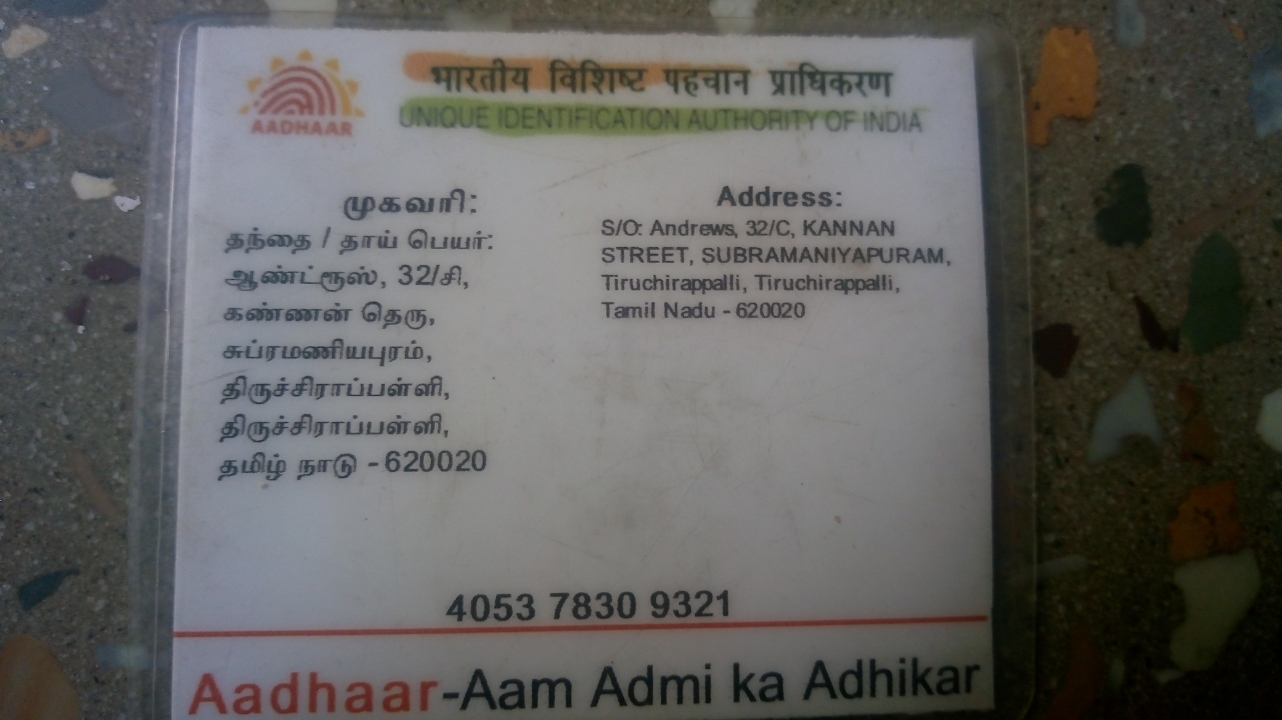 AADHAAR
भारतीय विशिष्ट पहचान प्राधिकरण
UNIQUE IDENTIFICATION AUTHORITY OF INDIA
முகவரி:
தந்தை / தாய் பெயர்:
ஆண்ட்ரூஸ், 32/சி,
கண்ணன் தெரு,
சுப்ரமணியபுரம்,
திருச்சிராப்பள்ளி,
திருச்சிராப்பள்ளி,
தமிழ் நாடு - 620020
Address:
S/O: Andrews, 32/C, KANNAN
STREET, SUBRAMANIYAPURAM,
Tiruchirappalli, Tiruchirappalli,
Tamil Nadu - 620020
4053 7830 9321
Aadhaar-Aam Admi ka Adhikar